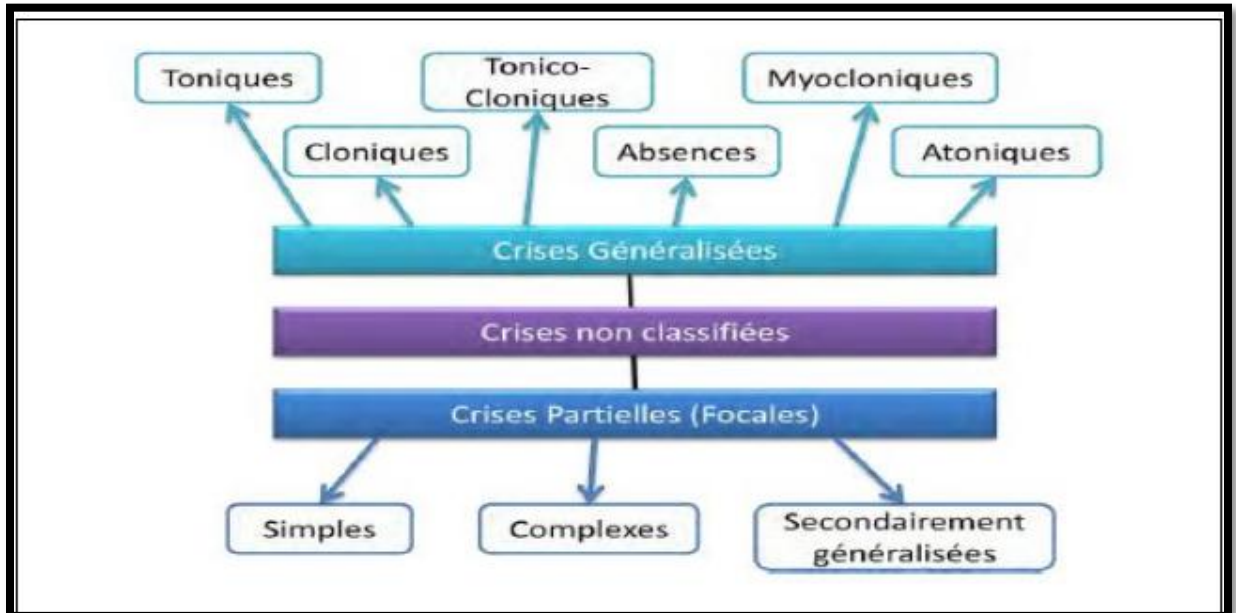 Toniques
Tonico-
Cloniques
Myocloniques
Cloniques
Absences
Atoniques
Crises Généralisées
Crises non classifiées
Crises Partielles (Focales)
Simples
Complexes
Secondairement
généralisées